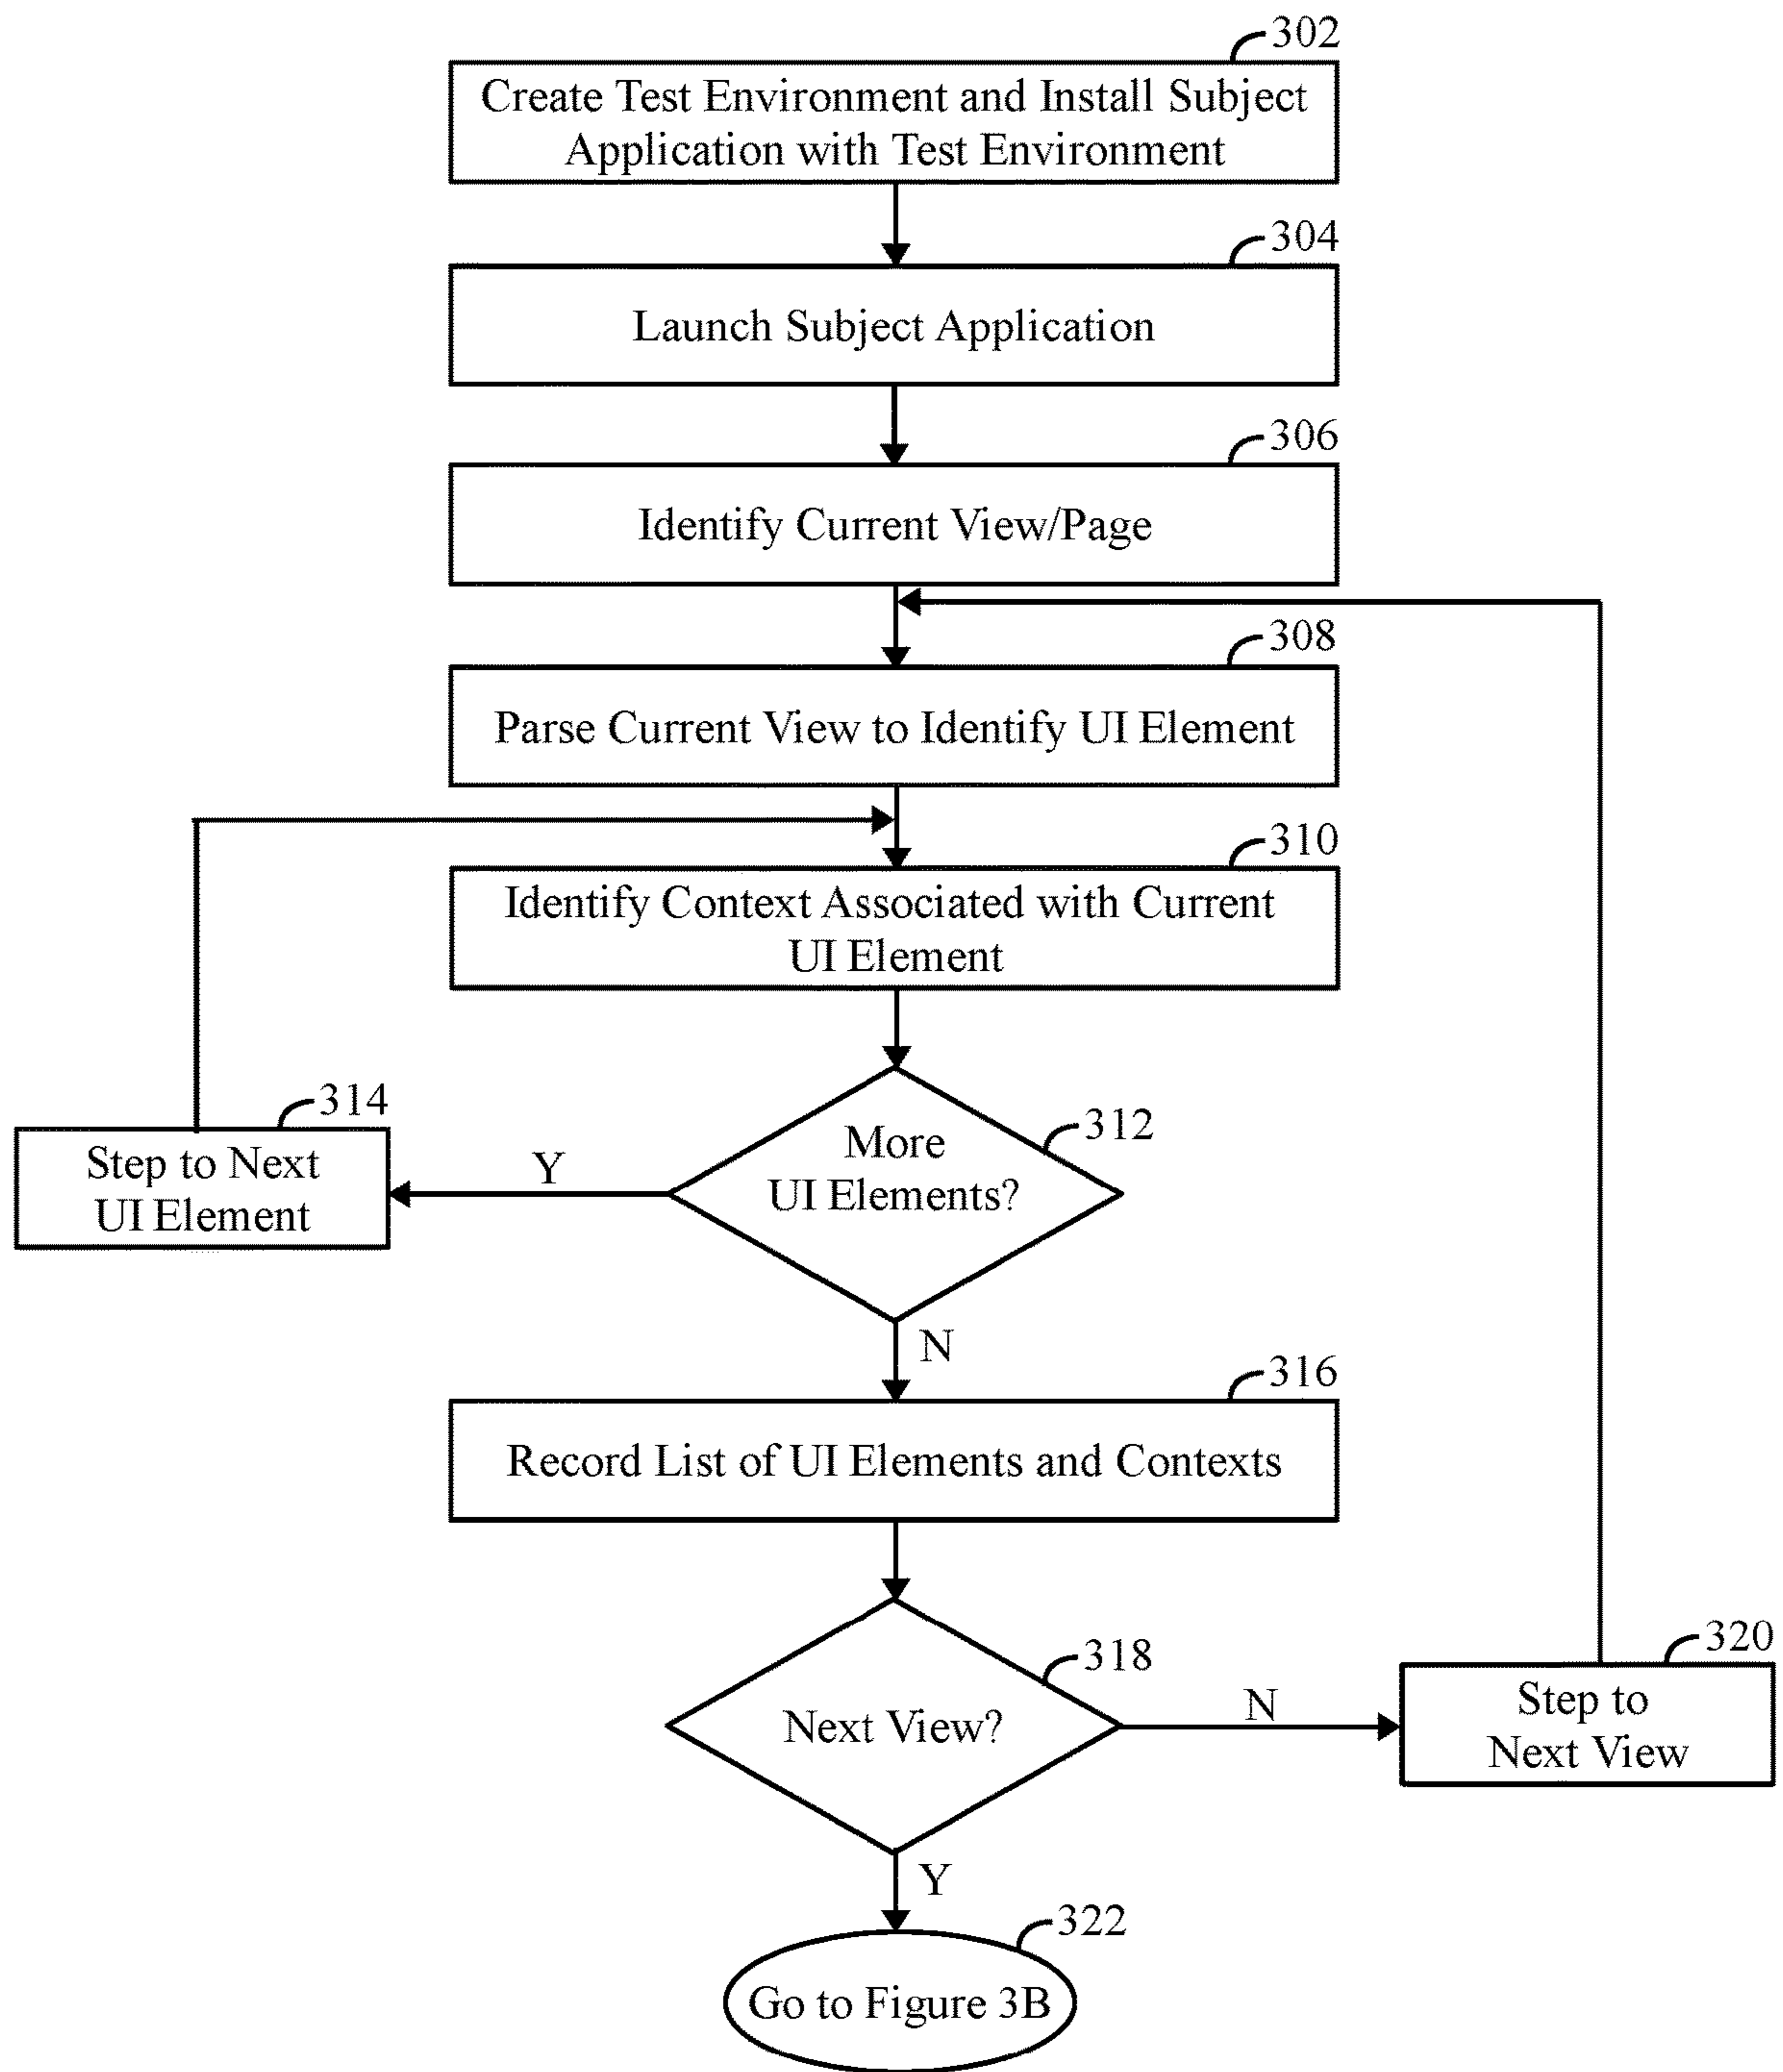 302
Create Test Environment and Install Subject
Application with Test Environment
304
Launch Subject Application
306
Identify Current View/Page
308
Parse Current View to Identify UI Element
310
Identify Context Associated with Current
UI Element
314
Step to Next
UI Element
Y
312
More
UI Elements?
N
316
Record List of UI Elements and Contexts
318
Next View?
N
320
Step to
Next View
Y
322
Go to Figure 3B